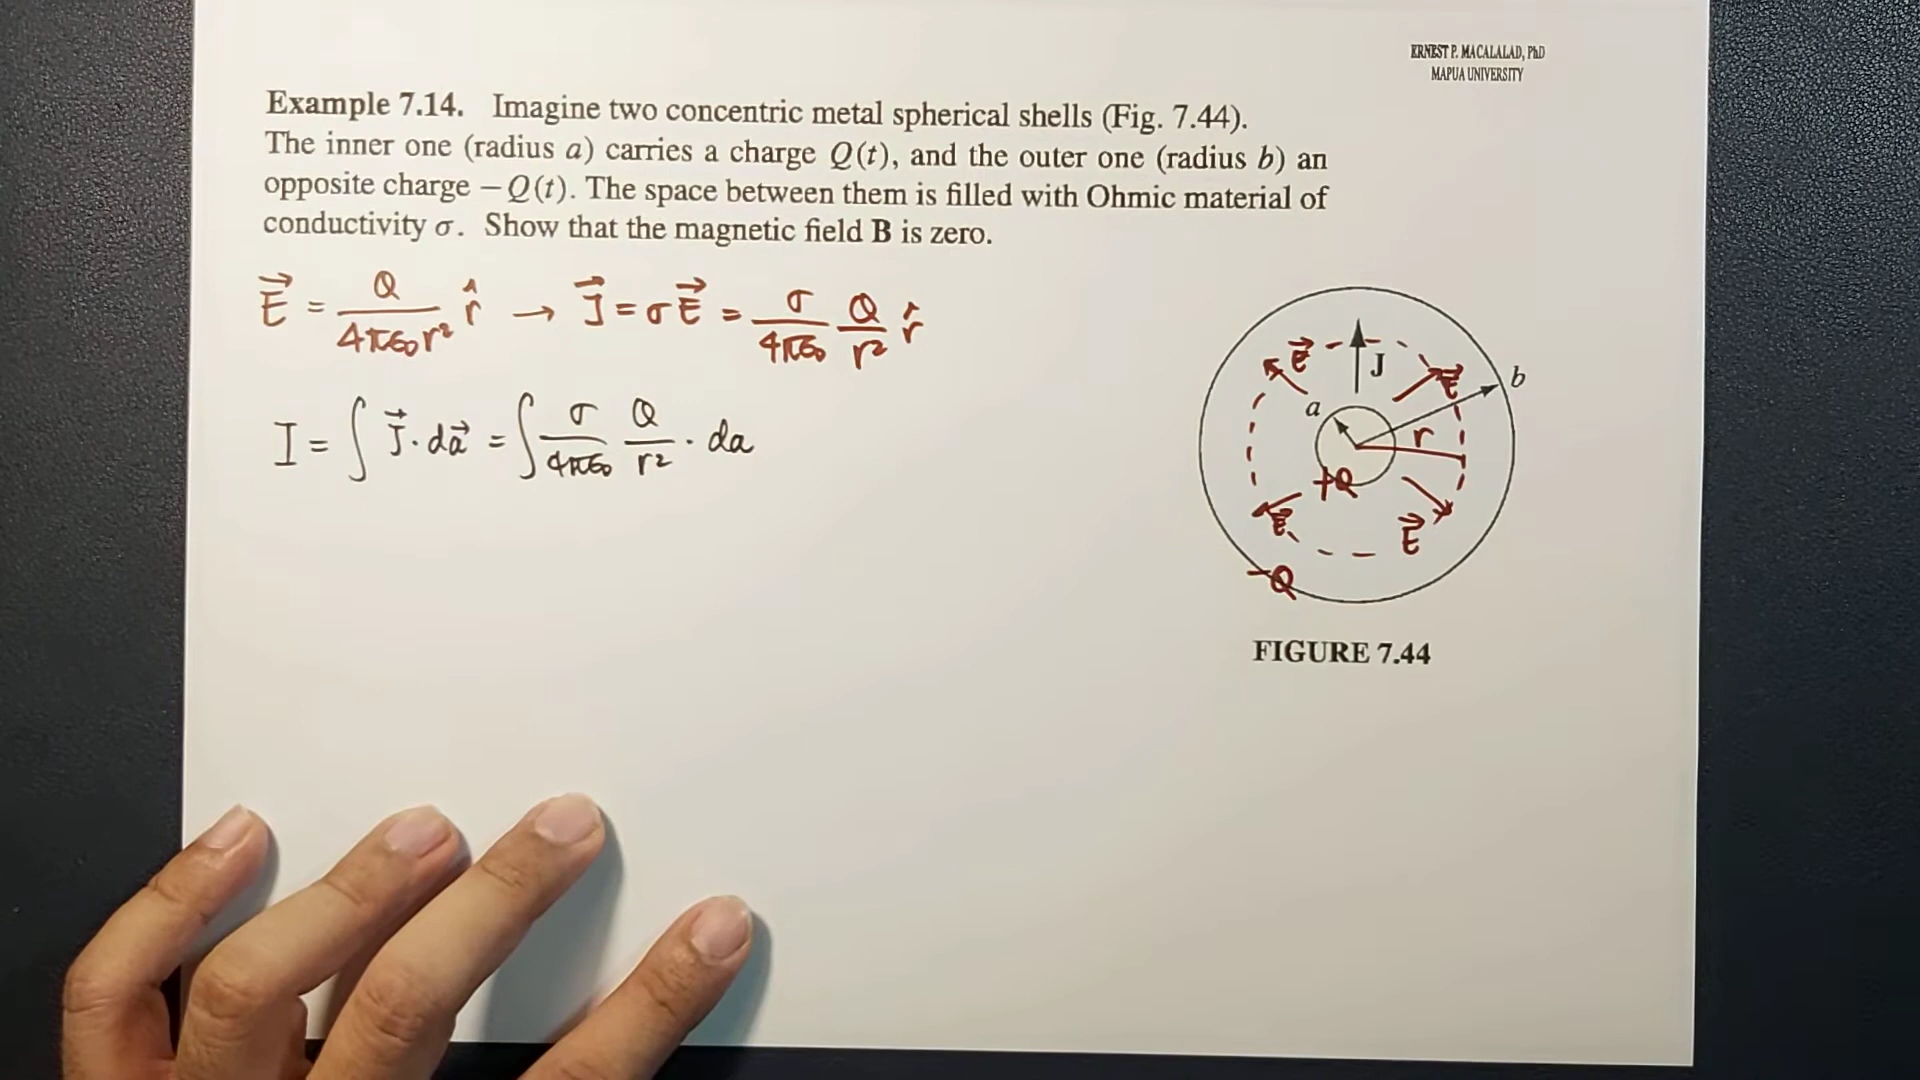 ERNEST P. MACALALAD, PhD
MAPUA UNIVERSITY
Example 7.14. Imagine two concentric metal spherical shells (Fig. 7.44).
The inner one (radius a) carries a charge Q(t), and the outer one (radius b) an
opposite charge −Q(t). The space between them is filled with Ohmic material of
conductivity σ. Show that the magnetic field B is zero.
E⃗ = Q/(4πε₀r²) r̂ → J⃗ = σE⃗ = σ/(4πε₀) Q/r² r̂
I = ∫ J⃗ · da⃗ = ∫ σ/(4πε₀) Q/r² · da
E⃗ J E⃗ b
a r
+Q
E⃗ E⃗
−Q
FIGURE 7.44